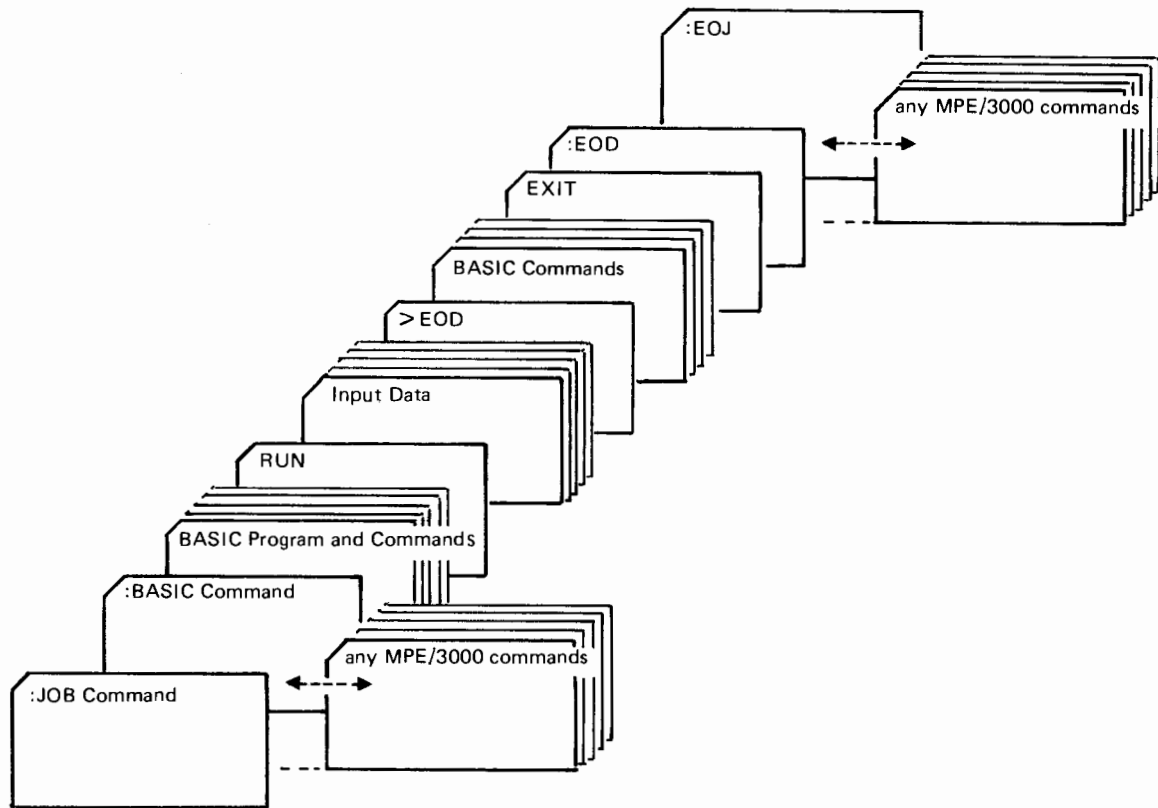 :EOJ
any MPE/3000 commands
:EOD
EXIT
BASIC Commands
>EOD
Input Data
RUN
BASIC Program and Commands
:BASIC Command
any MPE/3000 commands
:JOB Command